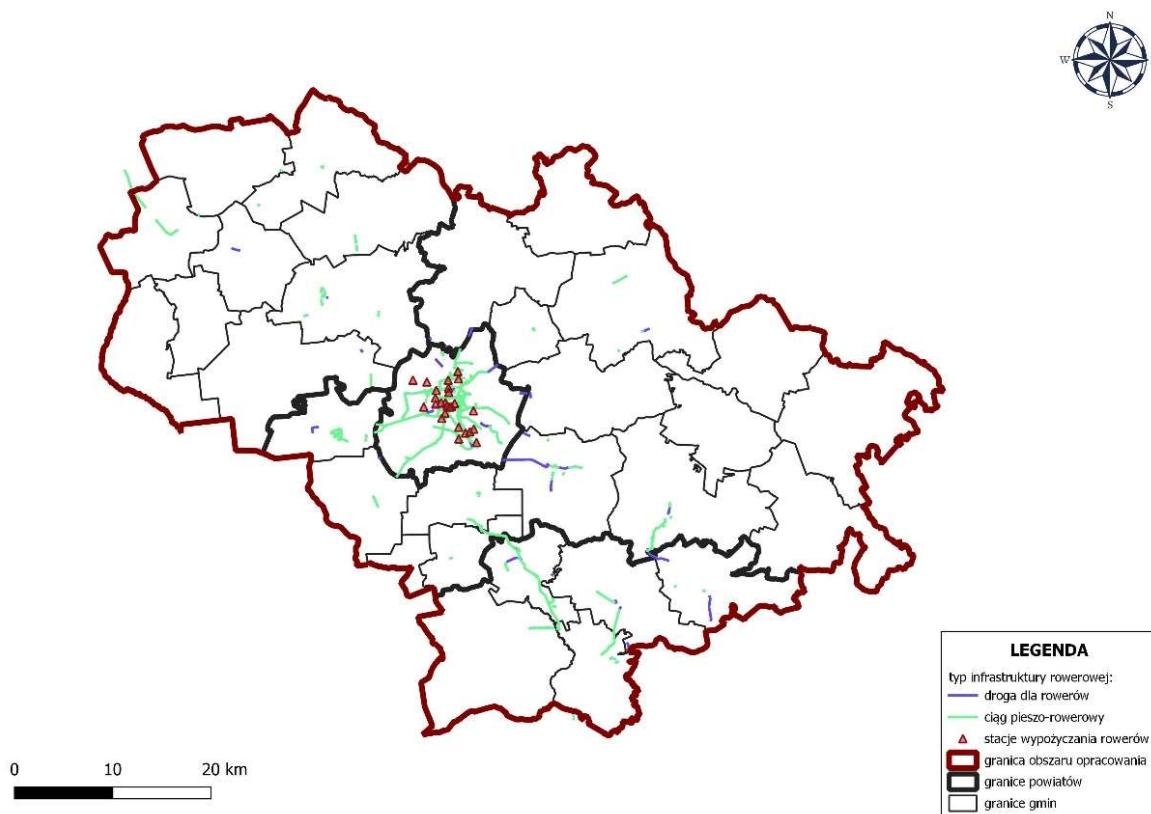 N
W
S
LEGENDA
typ infrastruktury rowerowej:
droga dla rowerów
ciąg pieszo-rowerowy
stacje wypożyczania rowerów
granica obszaru opracowania
granice powiatów
granice gmin
0 10 20 km